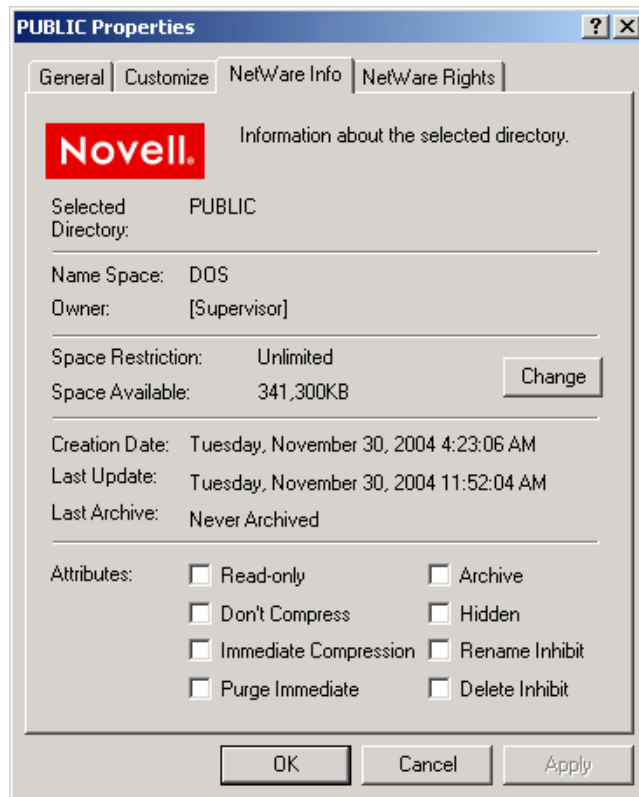 PUBLIC Properties
General Customize NetWare Info NetWare Rights
Novell.
Information about the selected directory.
Selected Directory: PUBLIC
Name Space: DOS
Owner: [Supervisor]
Space Restriction: Unlimited
Space Available: 341,300KB
Change
Creation Date: Tuesday, November 30, 2004 4:23:06 AM
Last Update: Tuesday, November 30, 2004 11:52:04 AM
Last Archive: Never Archived
Attributes: Read-only Archive
Don't Compress Hidden
Immediate Compression Rename Inhibit
Purge Immediate Delete Inhibit
OK Cancel Apply